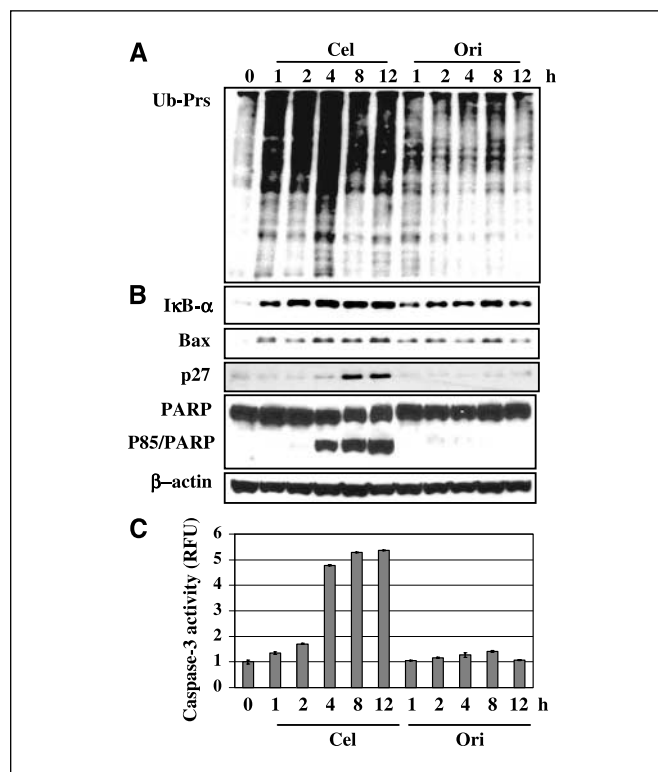 A
Cel Ori
0 1 2 4 8 12 1 2 4 8 12 h
Ub-Prs
B
IκB-α
Bax
p27
PARP
P85/PARP
β–actin
C
Caspase-3 activity (RFU)
6
5
4
3
2
1
0
0 1 2 4 8 12 1 2 4 8 12 h
Cel Ori